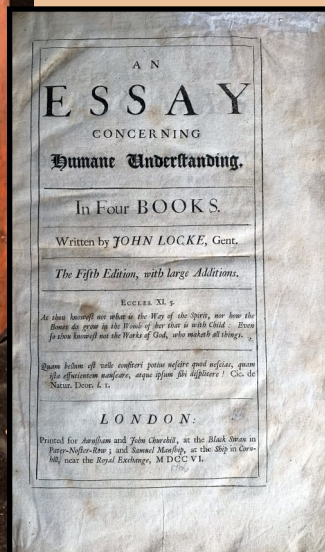 AN
ESSAY
CONCERNING
Humane Understanding.
In Four BOOKS.
Written by JOHN LOCKE, Gent.
The Fifth Edition, with large Additions.
ECCLES. XI. 5.
As thou knowest not what is the Way of the Spirit, nor how the
Bones do grow in the Womb of her that is with Child: Even
so thou knowest not the Works of God, who maketh all things.
Quam bellum est velle confiteri potius nescire quod nescias, quam
ista effutientem nauseare, atque ipsum sibi displicere! Cic. de
Natur. Deor. l. 1.
LONDON:
Printed for Awnsham and John Churchill, at the Black Swan in
Pater-Noster-Row; and Samuel Manship, at the Ship in Corn-
hill, near the Royal Exchange, M DCC VI.